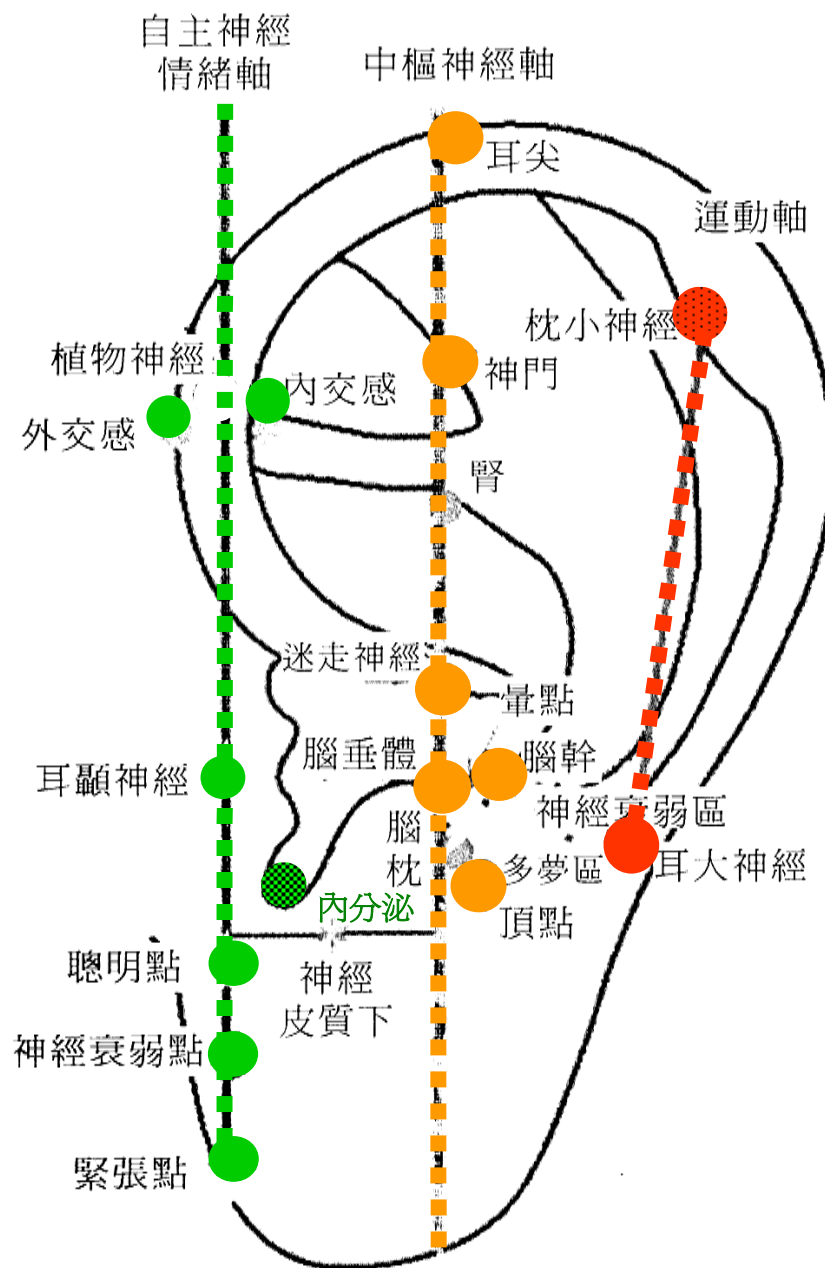 自主神經
情緒軸
中樞神經軸
耳尖
運動軸
枕小神經
植物神經
內交感
神門
外交感
腎
迷走神經
暈點
腦垂體
腦幹
耳顳神經
神經衰弱區
腦
枕
多夢區
耳大神經
內分泌
頂點
聰明點
神經
皮質下
神經衰弱點
緊張點